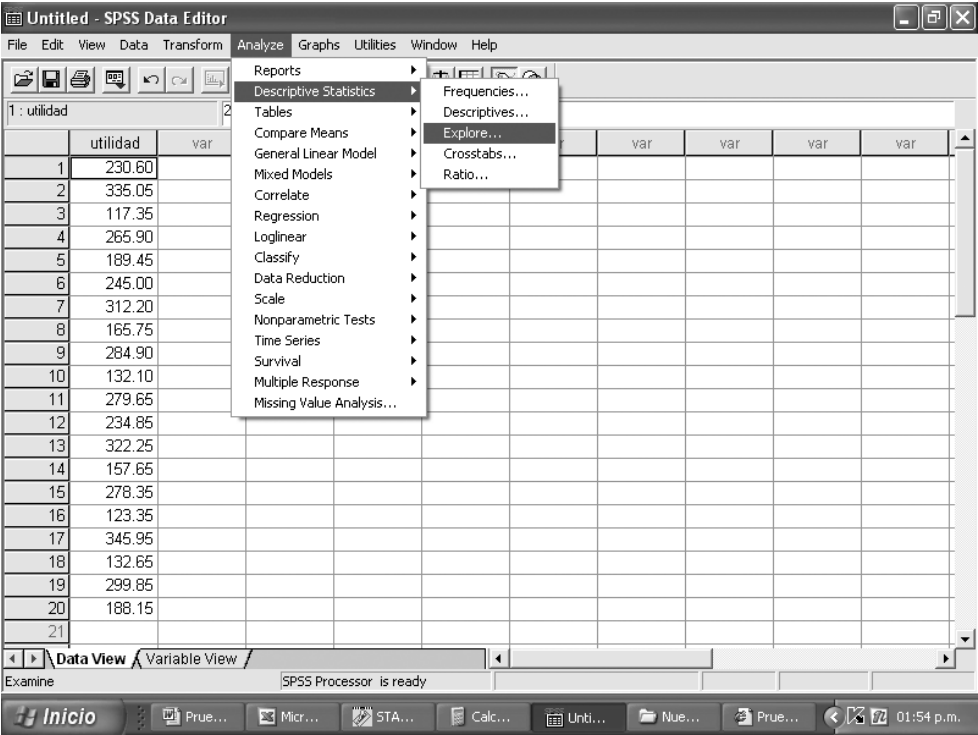 Untitled - SPSS Data Editor
File Edit View Data Transform Analyze Graphs Utilities Window Help
1 : utilidad 2
Reports
Descriptive Statistics
Tables
Compare Means
General Linear Model
Mixed Models
Correlate
Regression
Loglinear
Classify
Data Reduction
Scale
Nonparametric Tests
Time Series
Survival
Multiple Response
Missing Value Analysis...
Frequencies...
Descriptives...
Explore...
Crosstabs...
Ratio...
utilidad var var var var var
1 230.60
2 335.05
3 117.35
4 265.90
5 189.45
6 245.00
7 312.20
8 165.75
9 284.90
10 132.10
11 279.65
12 234.85
13 322.25
14 157.65
15 278.35
16 123.35
17 345.95
18 132.65
19 299.85
20 188.15
21
Data View Variable View
Examine SPSS Processor is ready
Inicio Prue... Micr... STA... Calc... Unti... Nue... Prue... 01:54 p.m.